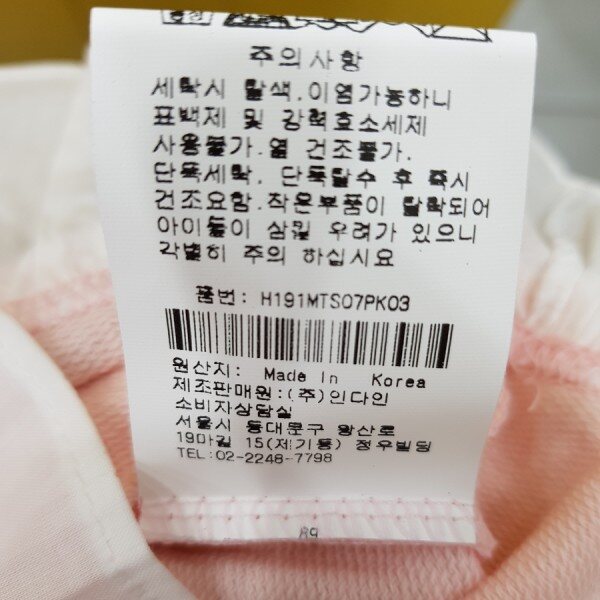 주의사항
세탁시 탈색.이염가능하니
표백제 및 강력효소세제
사용불가.열 건조불가.
단독세탁, 단독탈수 후 즉시
건조요함.작은부품이 탈락되어
아이들이 삼킬 우려가 있으니
각별히 주의 하십시요
품번: H191MTS07PK03
원산지: Made In Korea
제조판매원:(주)인다인
소비자상담실
서울시 동대문구 왕산로
19마길 15(제기동) 정우빌딩
TEL:02-2248-7798